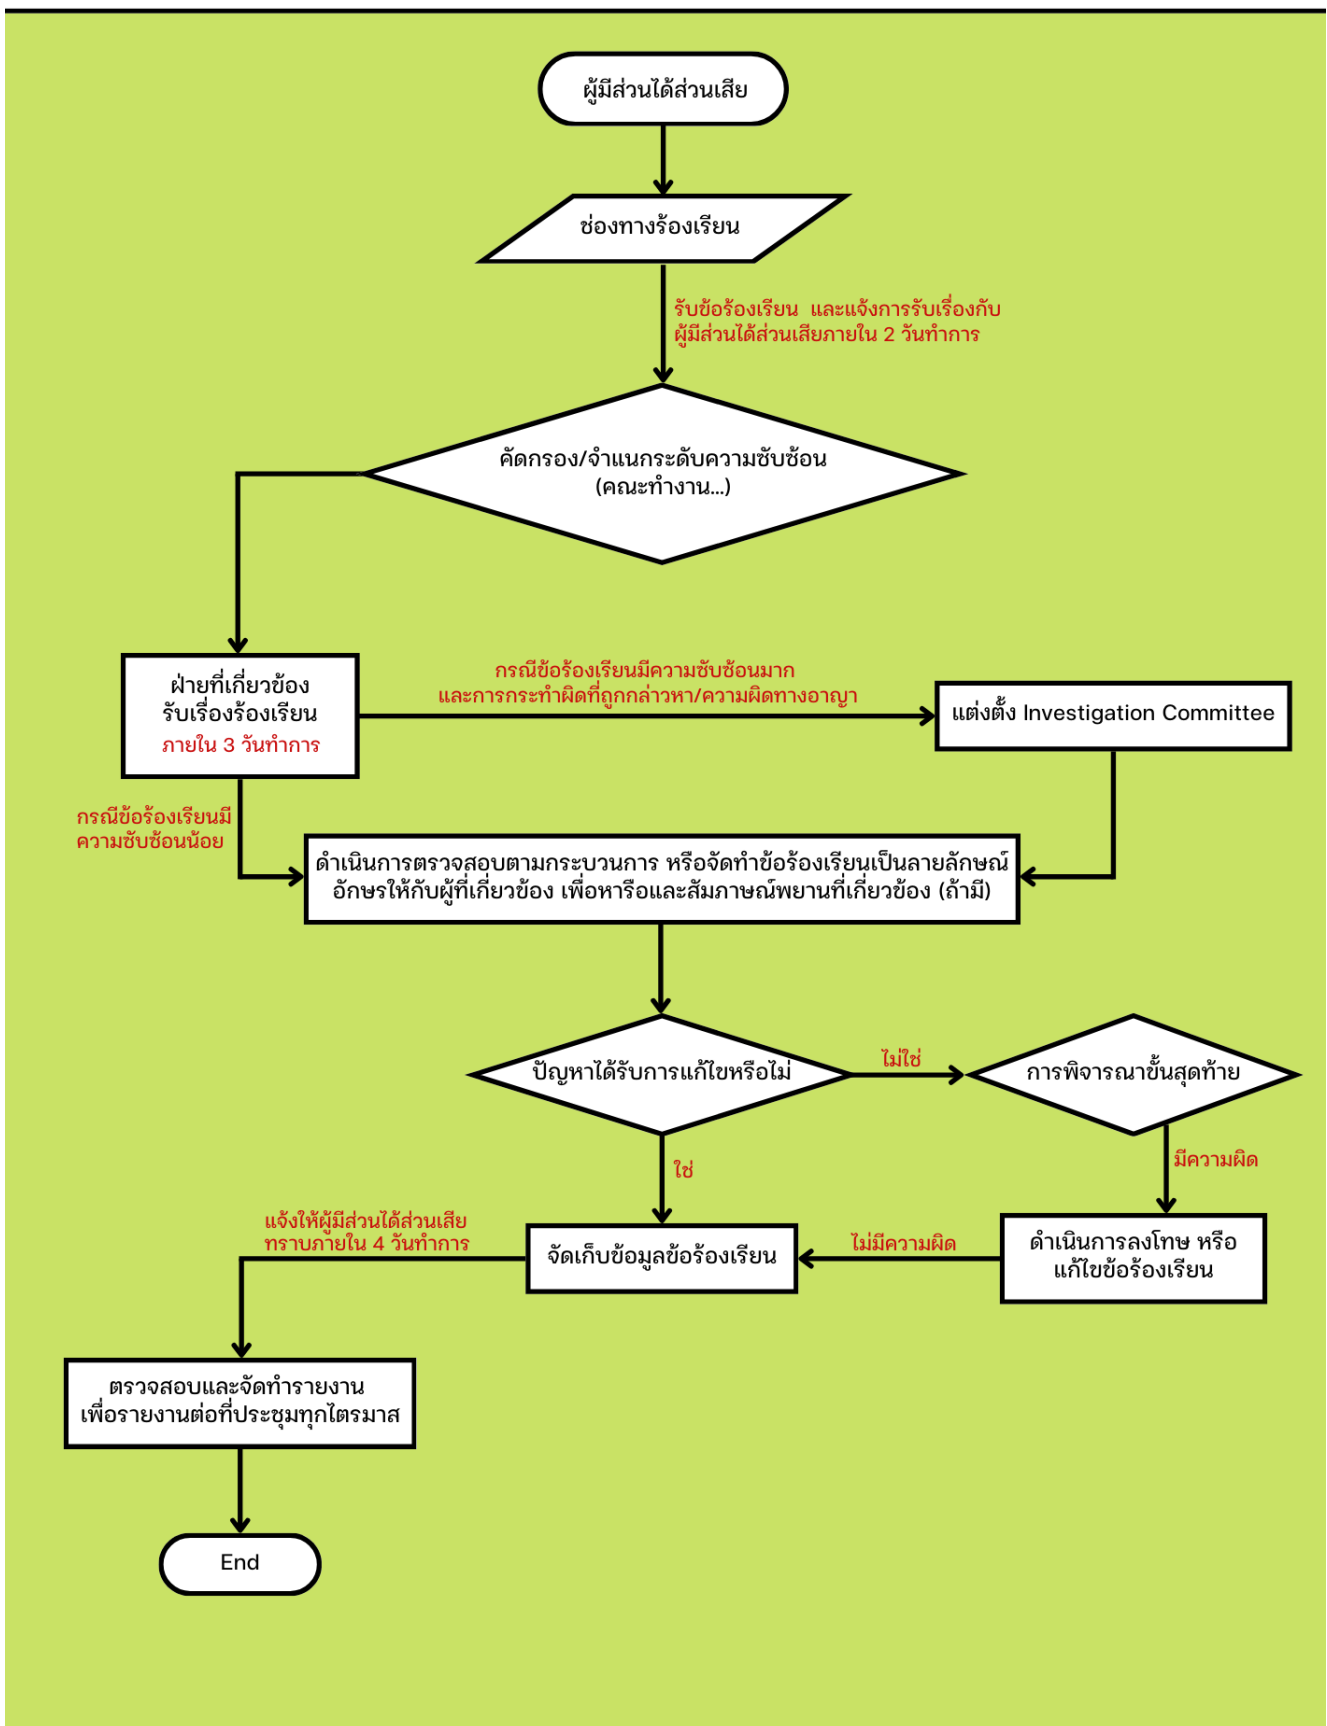 ผู้มีส่วนได้ส่วนเสีย
ช่องทางร้องเรียน
รับข้อร้องเรียน และแจ้งการรับเรื่องกับ
ผู้มีส่วนได้ส่วนเสียภายใน 2 วันทำการ
คัดกรอง/จำแนกระดับความซับซ้อน
(คณะทำงาน...)
ฝ่ายที่เกี่ยวข้อง
รับเรื่องร้องเรียน
ภายใน 3 วันทำการ
กรณีข้อร้องเรียนมีความซับซ้อนมาก
และการกระทำผิดที่ถูกกล่าวหา/ความผิดทางอาญา
แต่งตั้ง Investigation Committee
กรณีข้อร้องเรียนมี
ความซับซ้อนน้อย
ดำเนินการตรวจสอบตามกระบวนการ หรือจัดทำข้อร้องเรียนเป็นลายลักษณ์
อักษรให้กับผู้ที่เกี่ยวข้อง เพื่อหารือและสัมภาษณ์พยานที่เกี่ยวข้อง (ถ้ามี)
ปัญหาได้รับการแก้ไขหรือไม่
ไม่ใช่
การพิจารณาขั้นสุดท้าย
ใช่
มีความผิด
แจ้งให้ผู้มีส่วนได้ส่วนเสีย
ทราบภายใน 4 วันทำการ
จัดเก็บข้อมูลข้อร้องเรียน
ไม่มีความผิด
ดำเนินการลงโทษ หรือ
แก้ไขข้อร้องเรียน
ตรวจสอบและจัดทำรายงาน
เพื่อรายงานต่อที่ประชุมทุกไตรมาส
End